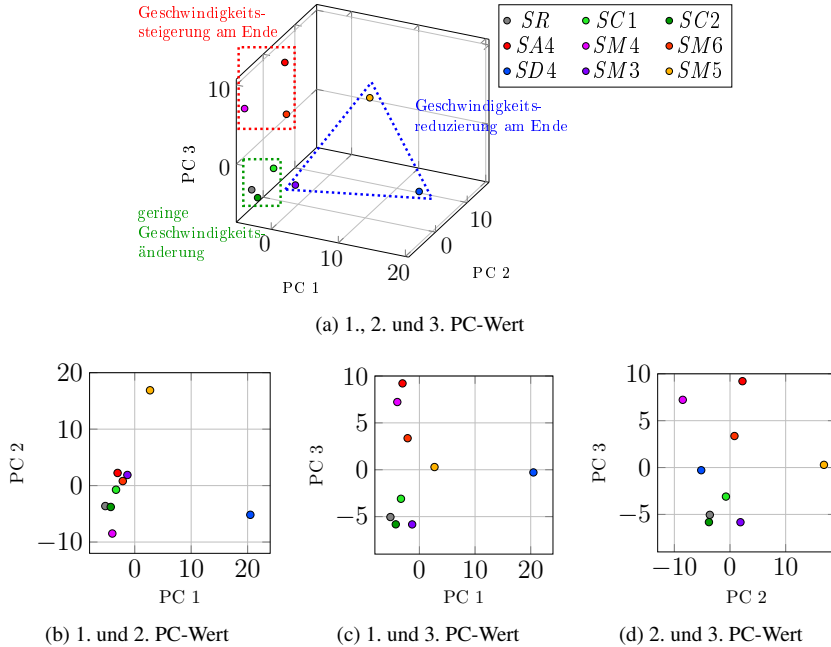 Geschwindigkeits-
steigerung am Ende
SR SC1 SC2
SA4 SM4 SM6
SD4 SM3 SM5
Geschwindigkeits-
reduzierung am Ende
geringe
Geschwindigkeits-
änderung
10
0
PC 3
0
10
20
PC 1
0
10
PC 2
(a) 1., 2. und 3. PC-Wert
20
10
0
−10
PC 2
0 10 20
PC 1
(b) 1. und 2. PC-Wert
10
5
0
−5
PC 3
0 10 20
PC 1
(c) 1. und 3. PC-Wert
10
5
0
−5
PC 3
−10 0 10
PC 2
(d) 2. und 3. PC-Wert